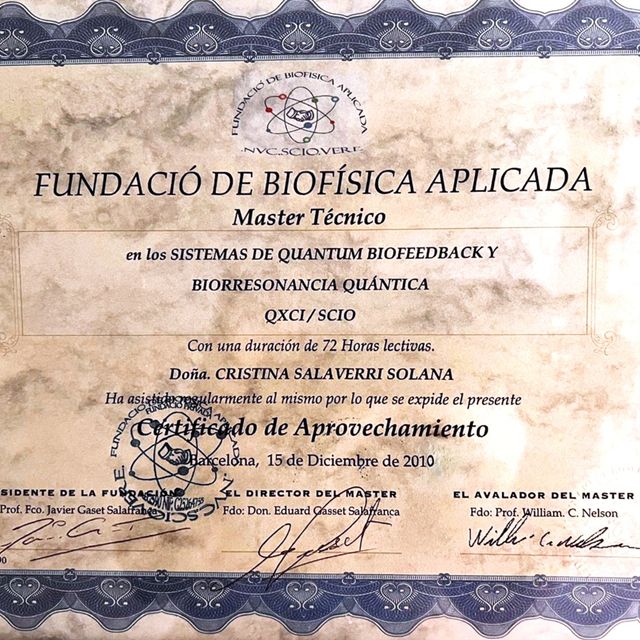 FUNDACIÓ DE BIOFÍSICA APLICADA
NVC.SCIO.VERI
FUNDACIÓ DE BIOFÍSICA APLICADA
Master Técnico
en los SISTEMAS DE QUANTUM BIOFEEDBACK Y
BIORRESONANCIA QUÁNTICA
QXCI / SCIO
Con una duración de 72 Horas lectivas.
Doña. CRISTINA SALAVERRI SOLANA
Ha asistido regularmente al mismo por lo que se expide el presente
Certificado de Aprovechamiento
Barcelona, 15 de Diciembre de 2010
SIDENTE DE LA FUNDACIÓN EL DIRECTOR DEL MASTER EL AVALADOR DEL MASTER
Prof. Fco. Javier Gaset Salafranca Fdo: Don. Eduard Gasset Salafranca Fdo: Prof. William. C. Nelson